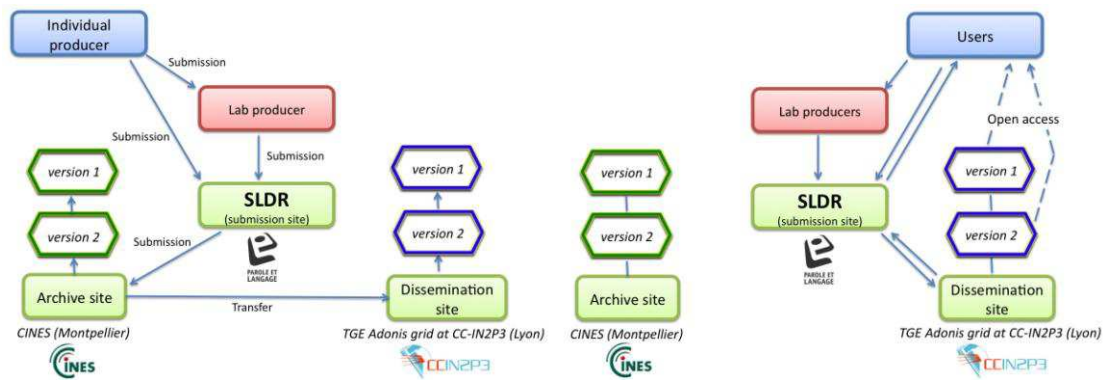 Individual
producer
Submission
Lab producer
Submission
Submission
version 1
version 1
SLDR
(submission site)
version 2
version 2
Submission
PAROLE ET
LANGAGE
Archive site
Transfer
Dissemination
site
CINES (Montpellier)
TGE Adonis grid at CC-IN2P3 (Lyon)
CINES
CCIN2P3
Users
Lab producers
Open access
version 1
version 1
SLDR
(submission site)
version 2
version 2
PAROLE ET
LANGAGE
Archive site
Dissemination
site
CINES (Montpellier)
TGE Adonis grid at CC-IN2P3 (Lyon)
CINES
CCIN2P3